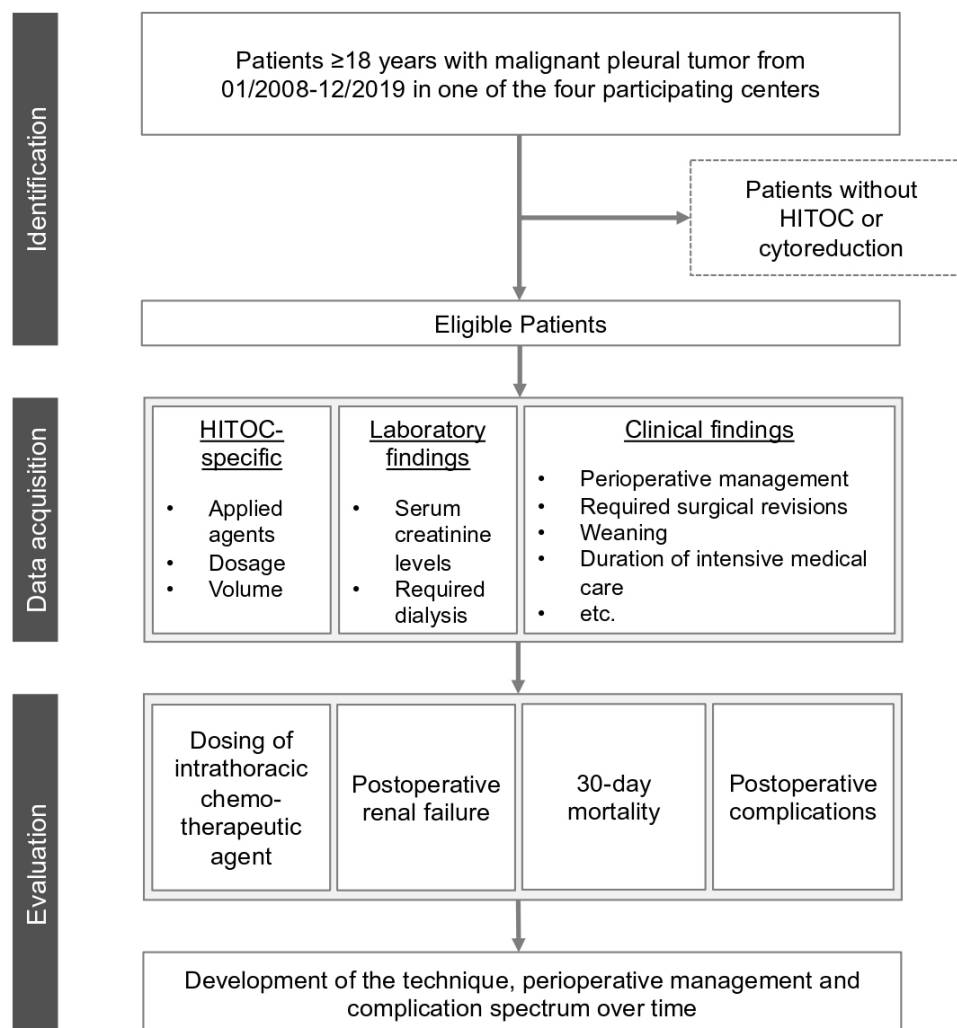 Identification
Patients ≥18 years with malignant pleural tumor from
01/2008-12/2019 in one of the four participating centers
Patients without
HITOC or
cytoreduction
Eligible Patients
Data acquisition
HITOC-
specific
• Applied
agents
• Dosage
• Volume
Laboratory
findings
• Serum
creatinine
levels
• Required
dialysis
Clinical findings
• Perioperative management
• Required surgical revisions
• Weaning
• Duration of intensive medical
care
• etc.
Evaluation
Dosing of
intrathoracic
chemo-
therapeutic
agent
Postoperative
renal failure
30-day
mortality
Postoperative
complications
Development of the technique, perioperative management and
complication spectrum over time